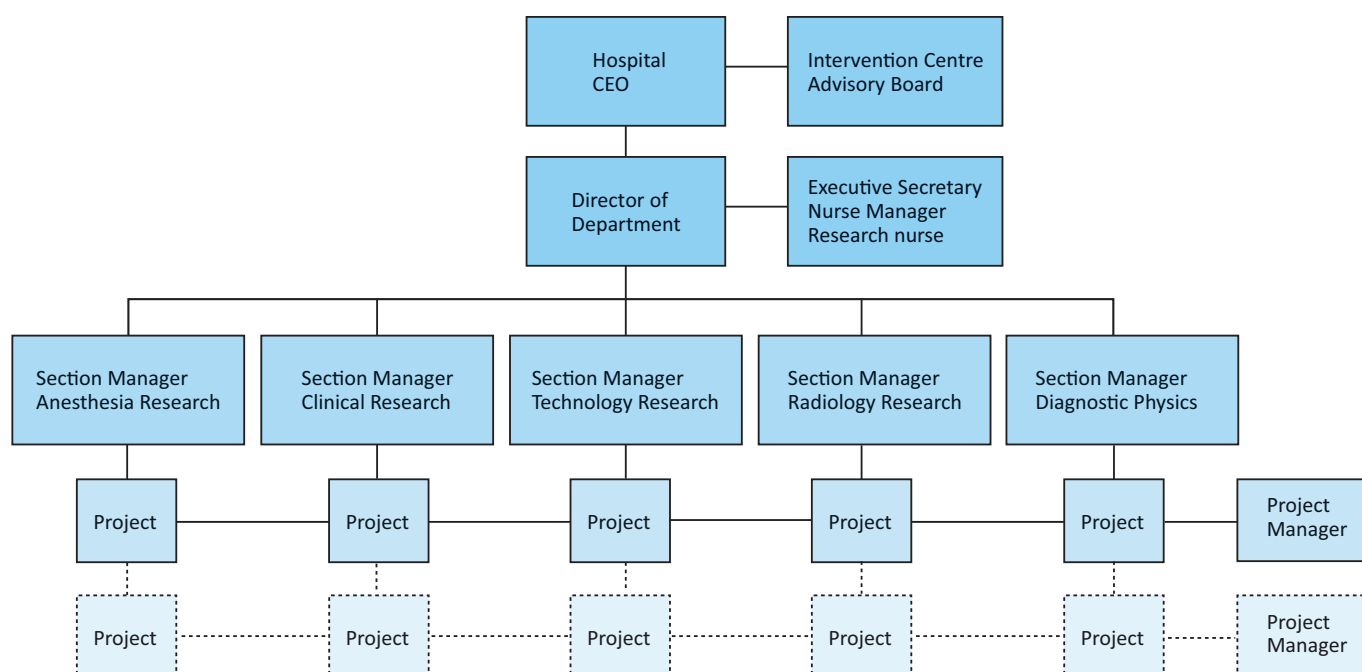 Hospital
CEO
Intervention Centre
Advisory Board
Director of
Department
Executive Secretary
Nurse Manager
Research nurse
Section Manager
Anesthesia Research
Section Manager
Clinical Research
Section Manager
Technology Research
Section Manager
Radiology Research
Section Manager
Diagnostic Physics
Project
Project
Project
Project
Project
Project
Manager
Project
Project
Project
Project
Project
Project
Manager